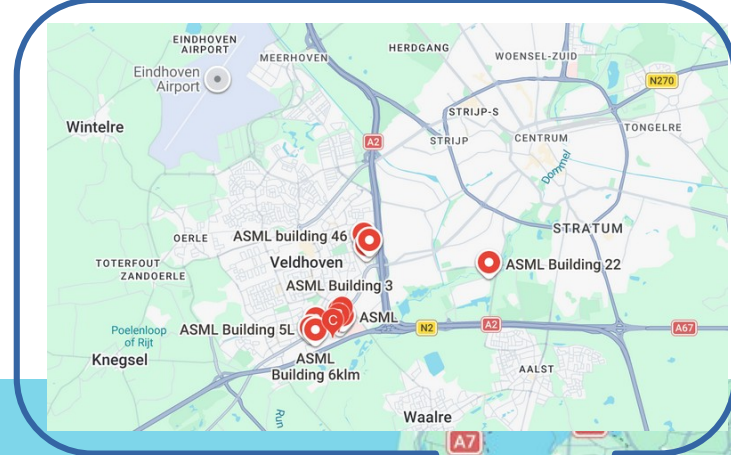 EINDHOVEN
AIRPORT
MEERHOVEN
HERDGANG
WOENSEL-ZUID
Eindhoven
Airport
N270
STRIJP-S
Wintelre
A2
STRIJP
CENTRUM
TONGELRE
Dommel
OERLE
ASML building 46
STRATUM
TOTERFOUT
ZANDOERLE
Veldhoven
ASML Building 22
ASML Building 3
C
ASML
Poelenloop
of Rijt
ASML Building 5L
N2
A2
A67
Knegsel
ASML
Building 6klm
AALST
Run
Waalre
A7